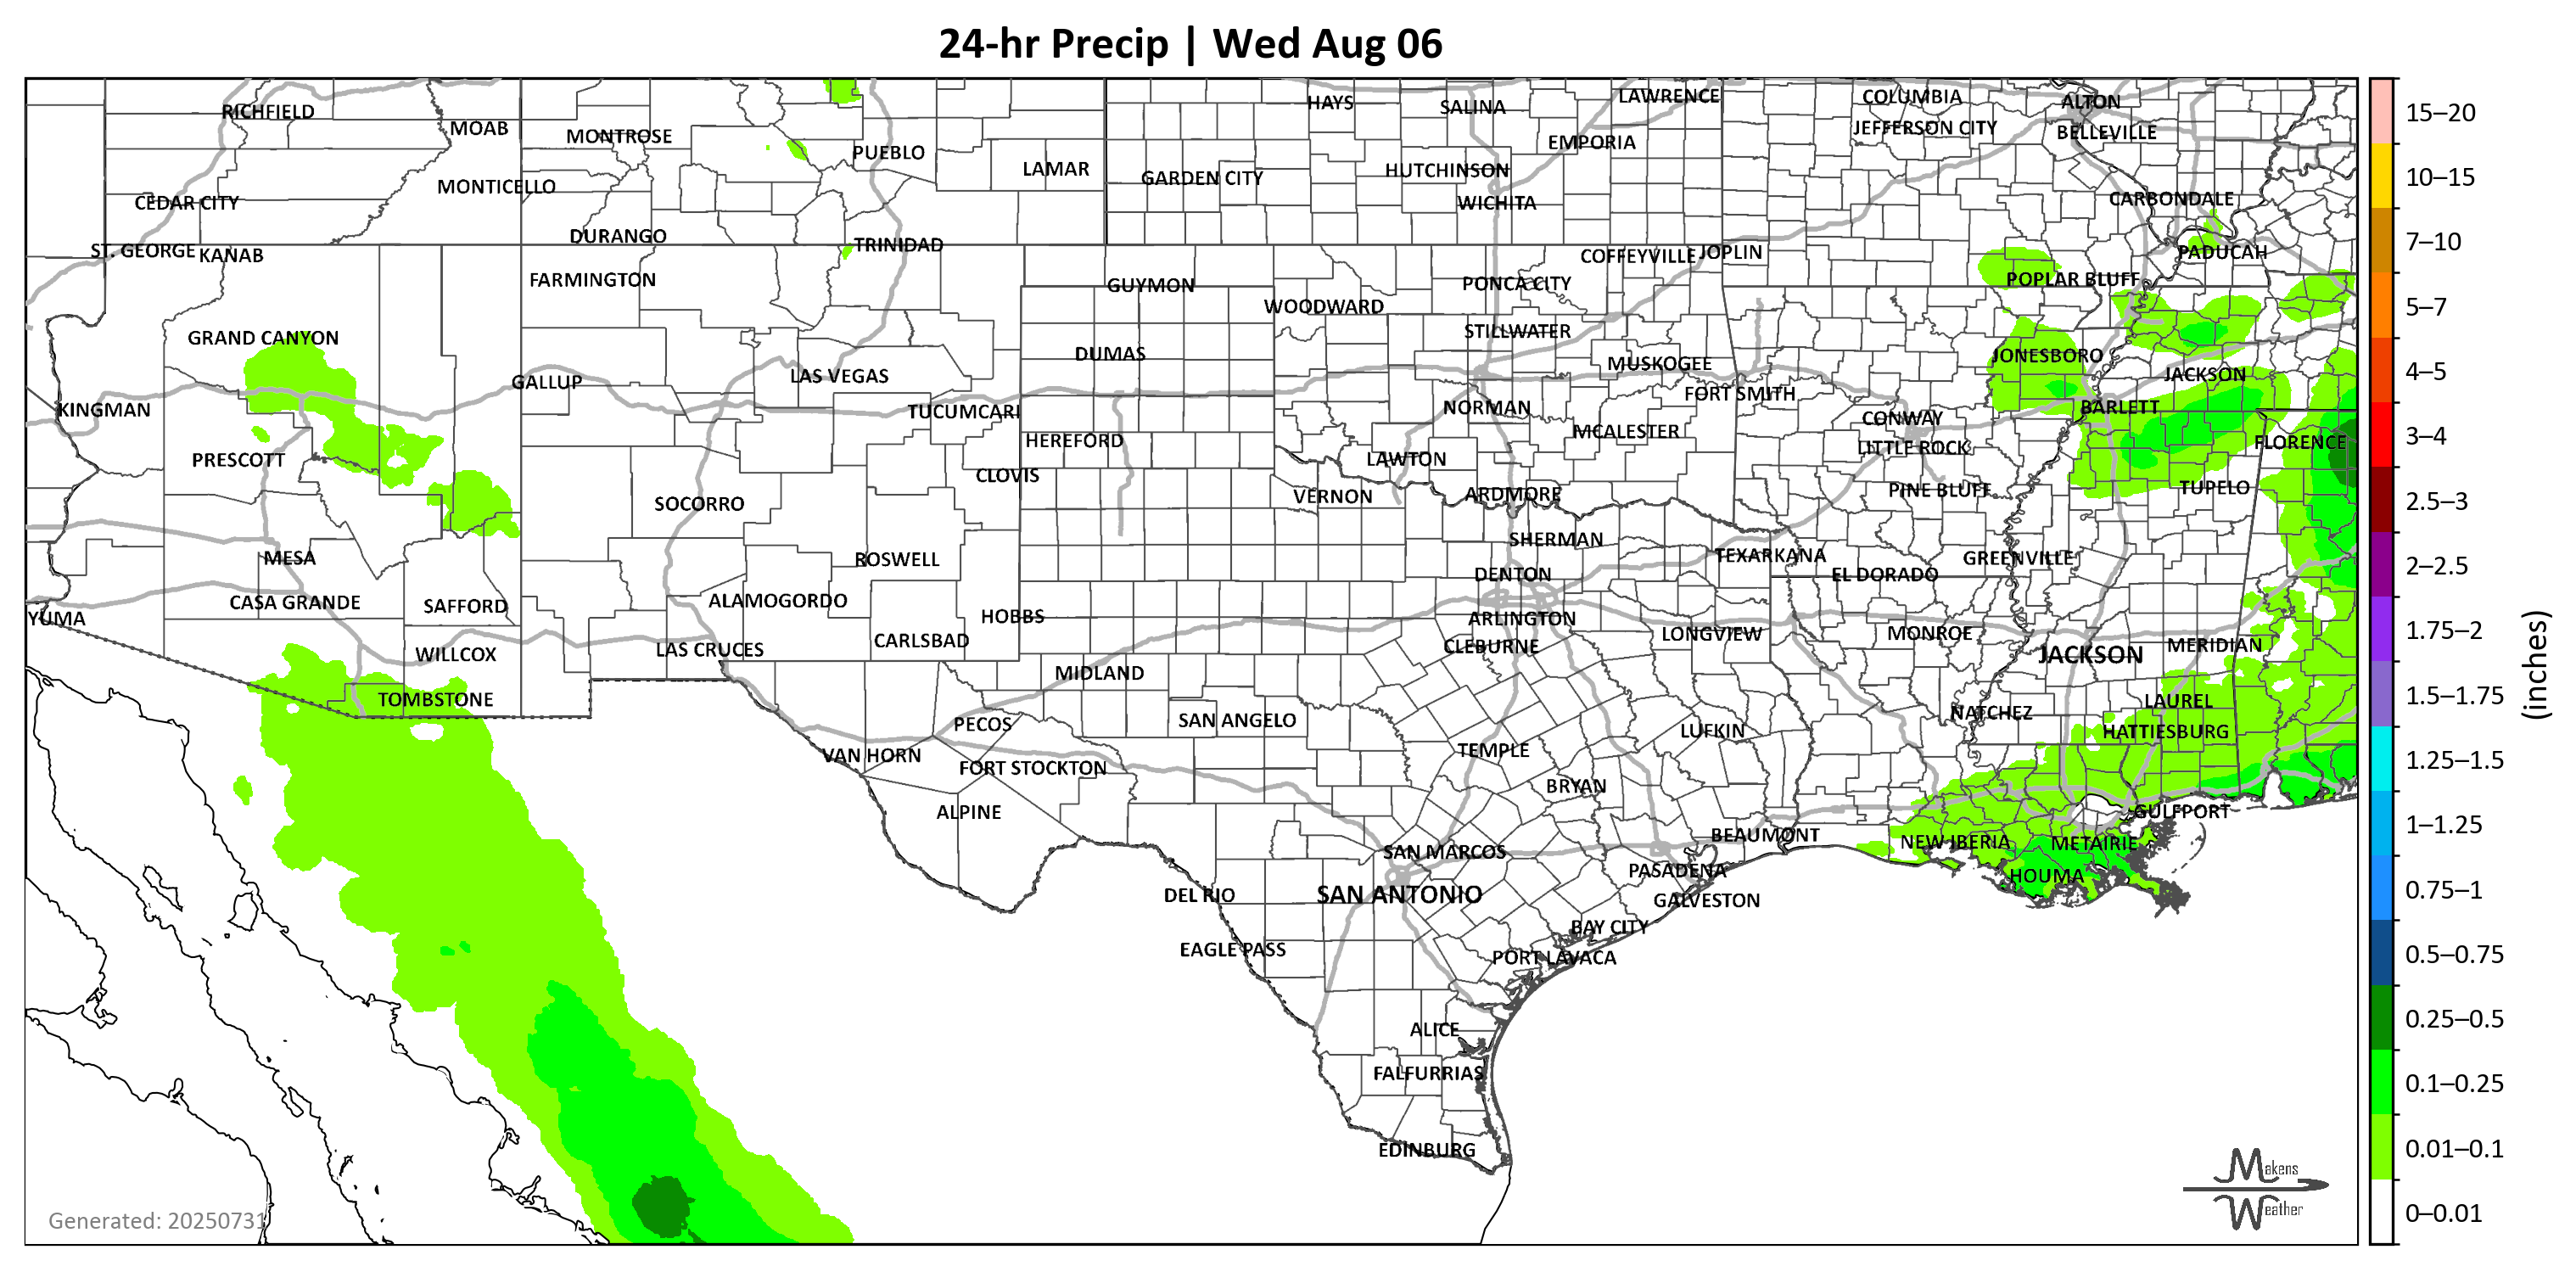 24-hr Precip | Wed Aug 06
RICHFIELD
MOAB
MONTROSE
PUEBLO
LAMAR
HAYS
SALINA
LAWRENCE
COLUMBIA
ALTON
JEFFERSON CITY
BELLEVILLE
EMPORIA
GARDEN CITY
HUTCHINSON
MONTICELLO
CEDAR CITY
WICHITA
CARBONDALE
DURANGO
TRINIDAD
ST. GEORGE
KANAB
COFFEYVILLE
JOPLIN
PADUCAH
FARMINGTON
GUYMON
PONCA CITY
POPLAR BLUFF
WOODWARD
GRAND CANYON
STILLWATER
DUMAS
JONESBORO
MUSKOGEE
LAS VEGAS
JACKSON
GALLUP
FORT SMITH
KINGMAN
TUCUMCARI
NORMAN
BARLETT
CONWAY
MCALESTER
HEREFORD
LITTLE ROCK
FLORENCE
PRESCOTT
LAWTON
CLOVIS
VERNON
ARDMORE
PINE BLUFF
TUPELO
SOCORRO
SHERMAN
MESA
ROSWELL
TEXARKANA
GREENVILLE
DENTON
EL DORADO
CASA GRANDE
SAFFORD
ALAMOGORDO
YUMA
HOBBS
ARLINGTON
LONGVIEW
MONROE
CARLSBAD
CLEBURNE
MERIDIAN
WILLCOX
LAS CRUCES
JACKSON
MIDLAND
TOMBSTONE
LAUREL
NATCHEZ
PECOS
SAN ANGELO
LUFKIN
HATTIESBURG
VAN HORN
TEMPLE
FORT STOCKTON
BRYAN
ALPINE
GULFPORT
BEAUMONT
NEW IBERIA
METAIRIE
SAN MARCOS
PASADENA
HOUMA
DEL RIO
SAN ANTONIO
GALVESTON
BAY CITY
EAGLE PASS
PORT LAVACA
ALICE
FALFURRIAS
EDINBURG
Generated: 20250731
Makens
Weather
15–20
10–15
7–10
5–7
4–5
3–4
2.5–3
2–2.5
1.75–2
1.5–1.75
1.25–1.5
1–1.25
0.75–1
0.5–0.75
0.25–0.5
0.1–0.25
0.01–0.1
0–0.01
(inches)